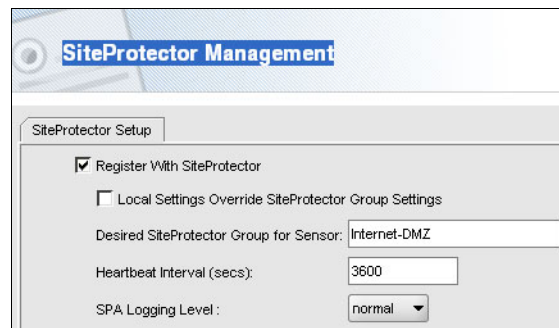 SiteProtector Management
SiteProtector Setup
Register With SiteProtector
Local Settings Override SiteProtector Group Settings
Desired SiteProtector Group for Sensor: Internet-DMZ
Heartbeat Interval (secs): 3600
SPA Logging Level : normal